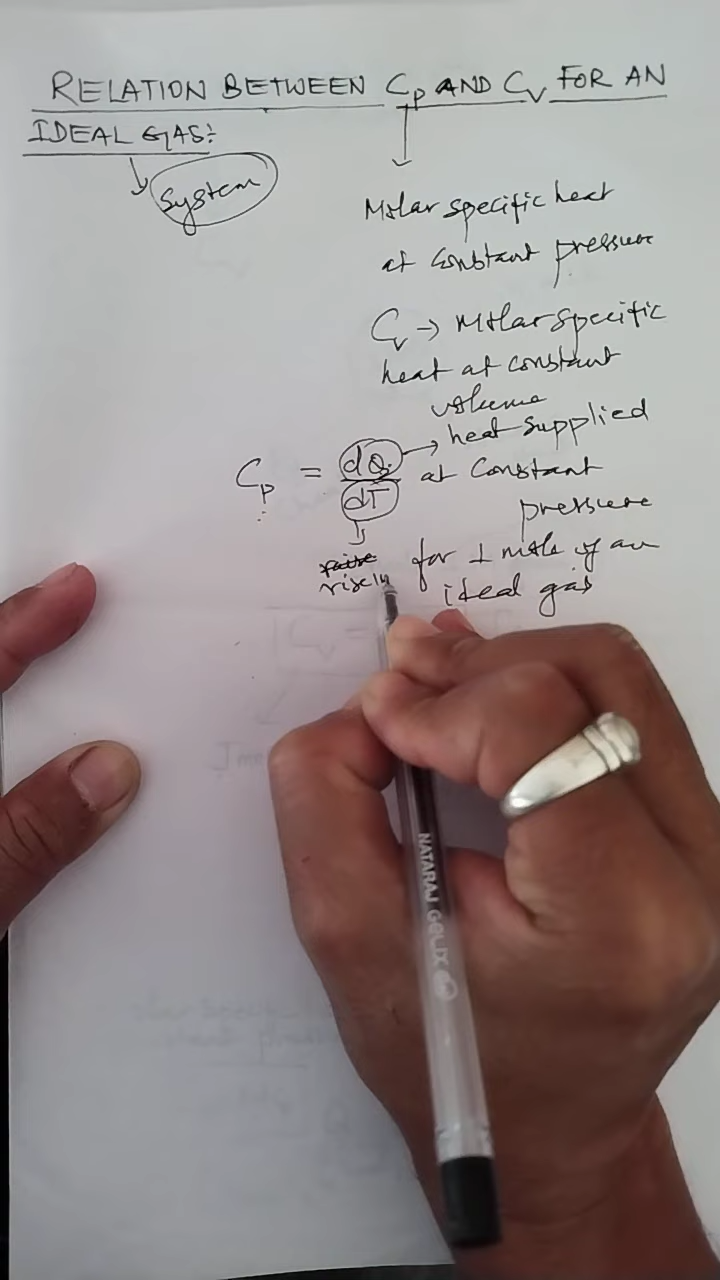 RELATION BETWEEN Cp AND Cv FOR AN
IDEAL GAS:
System
Molar specific heat
at constant pressure
Cv → Molar specific
heat at constant
volume
Cp = dQ/dT → heat supplied
at constant
pressure
for 1 mole of an
ideal gas
raise
rise in
NATARAJ GELIX